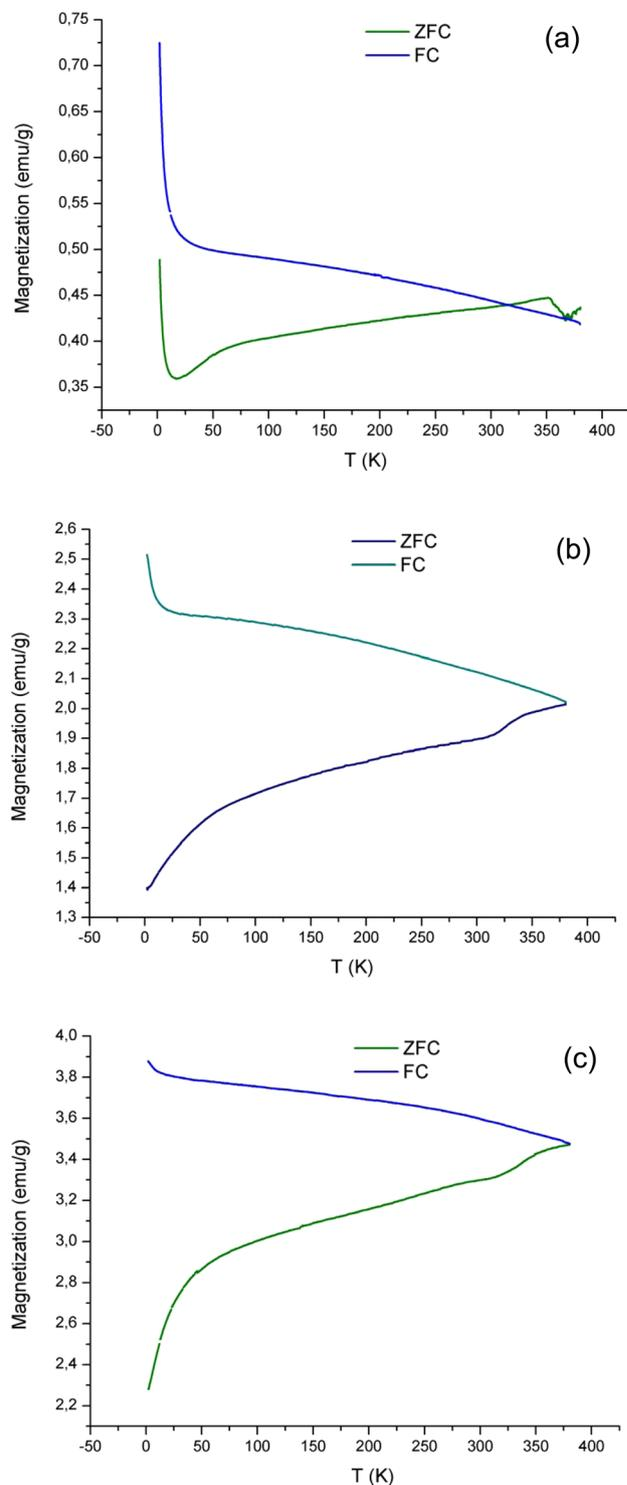 (a)
ZFC
FC
0,75
0,70
0,65
0,60
0,55
0,50
0,45
0,40
0,35
Magnetization (emu/g)
-50 0 50 100 150 200 250 300 350 400
T (K)
(b)
ZFC
FC
2,6
2,5
2,4
2,3
2,2
2,1
2,0
1,9
1,8
1,7
1,6
1,5
1,4
1,3
Magnetization (emu/g)
-50 0 50 100 150 200 250 300 350 400
T (K)
(c)
ZFC
FC
4,0
3,8
3,6
3,4
3,2
3,0
2,8
2,6
2,4
2,2
Magnetization (emu/g)
-50 0 50 100 150 200 250 300 350 400
T (K)